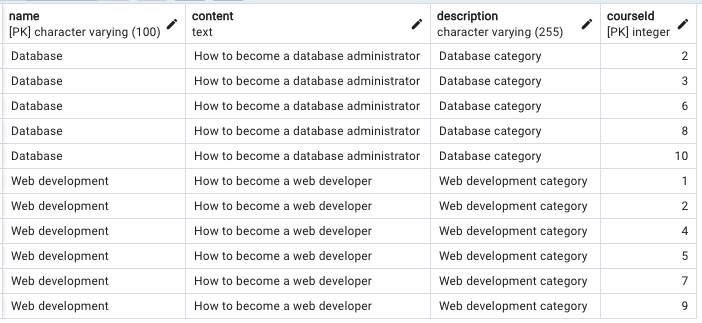 name content description courseId
[PK] character varying (100) text character varying (255) [PK] integer
Database How to become a database administrator Database category 2
Database How to become a database administrator Database category 3
Database How to become a database administrator Database category 6
Database How to become a database administrator Database category 8
Database How to become a database administrator Database category 10
Web development How to become a web developer Web development category 1
Web development How to become a web developer Web development category 2
Web development How to become a web developer Web development category 4
Web development How to become a web developer Web development category 5
Web development How to become a web developer Web development category 7
Web development How to become a web developer Web development category 9